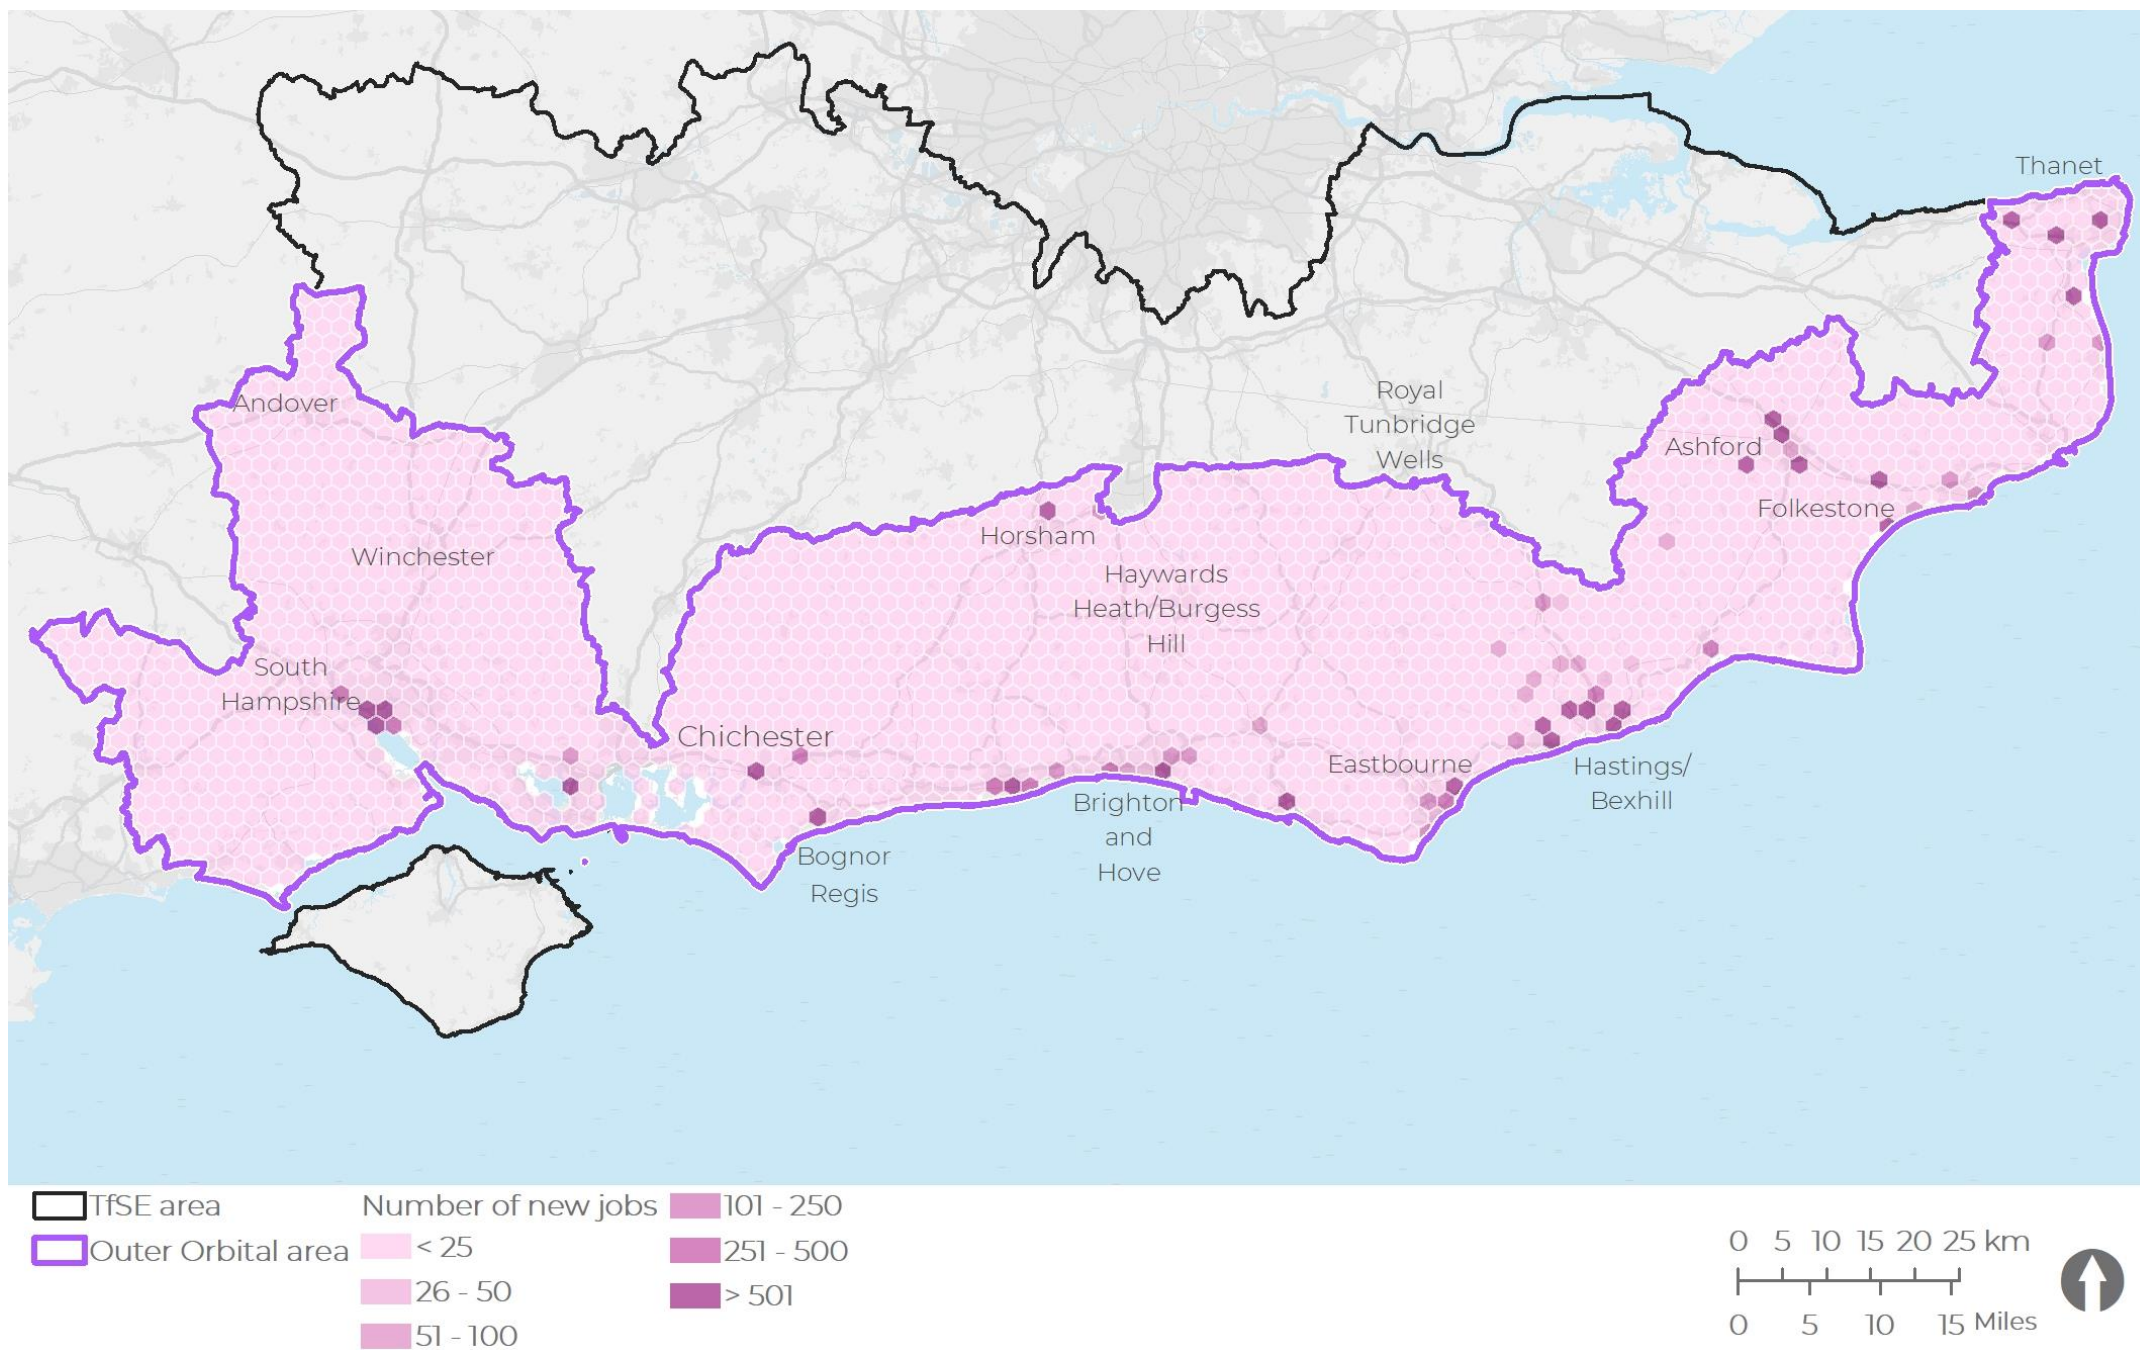 Thanet
Royal
Tunbridge
Wells
Andover
Ashford
Folkestone
Horsham
Winchester
Haywards
Heath/Burgess
Hill
South
Hampshire
Chichester
Eastbourne
Hastings/
Bexhill
Brighton
and
Hove
Bognor
Regis
TfSE area
Outer Orbital area
Number of new jobs
< 25
26 - 50
51 - 100
101 - 250
251 - 500
> 501
0 5 10 15 20 25 km
0 5 10 15 Miles